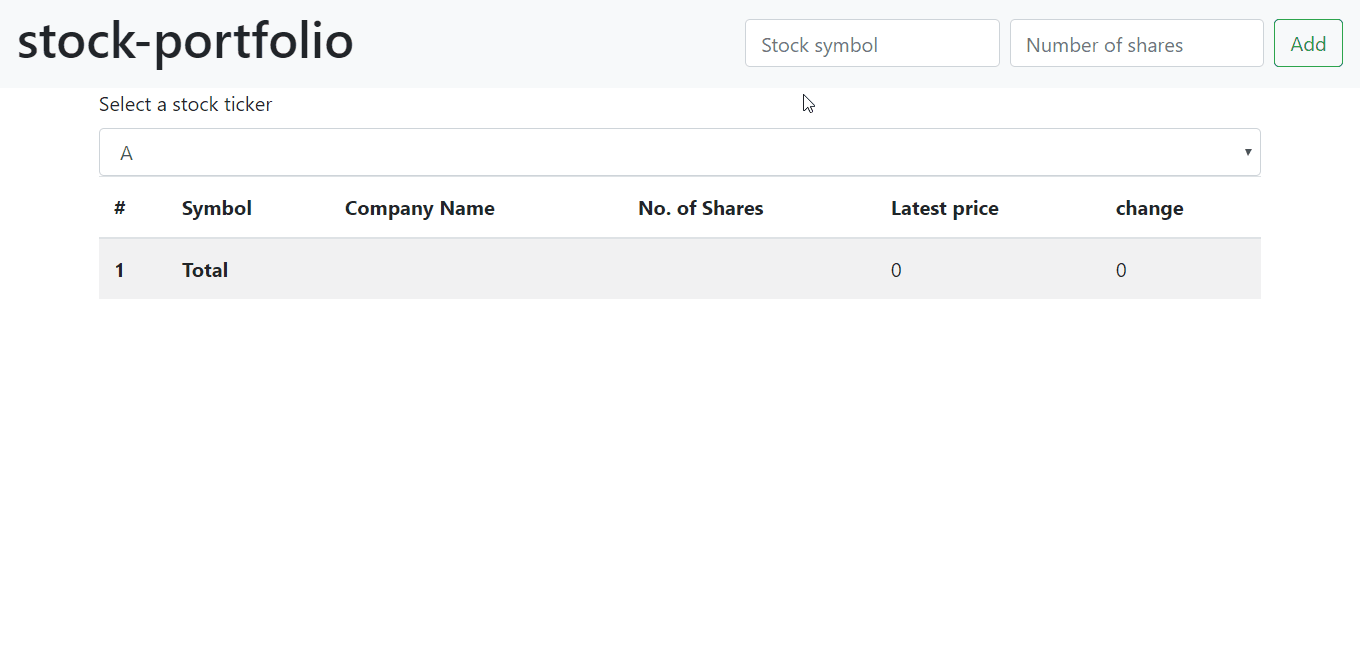 stock-portfolio Stock symbol Number of shares Add
Select a stock ticker
A
# Symbol Company Name No. of Shares Latest price change
1 Total 0 0